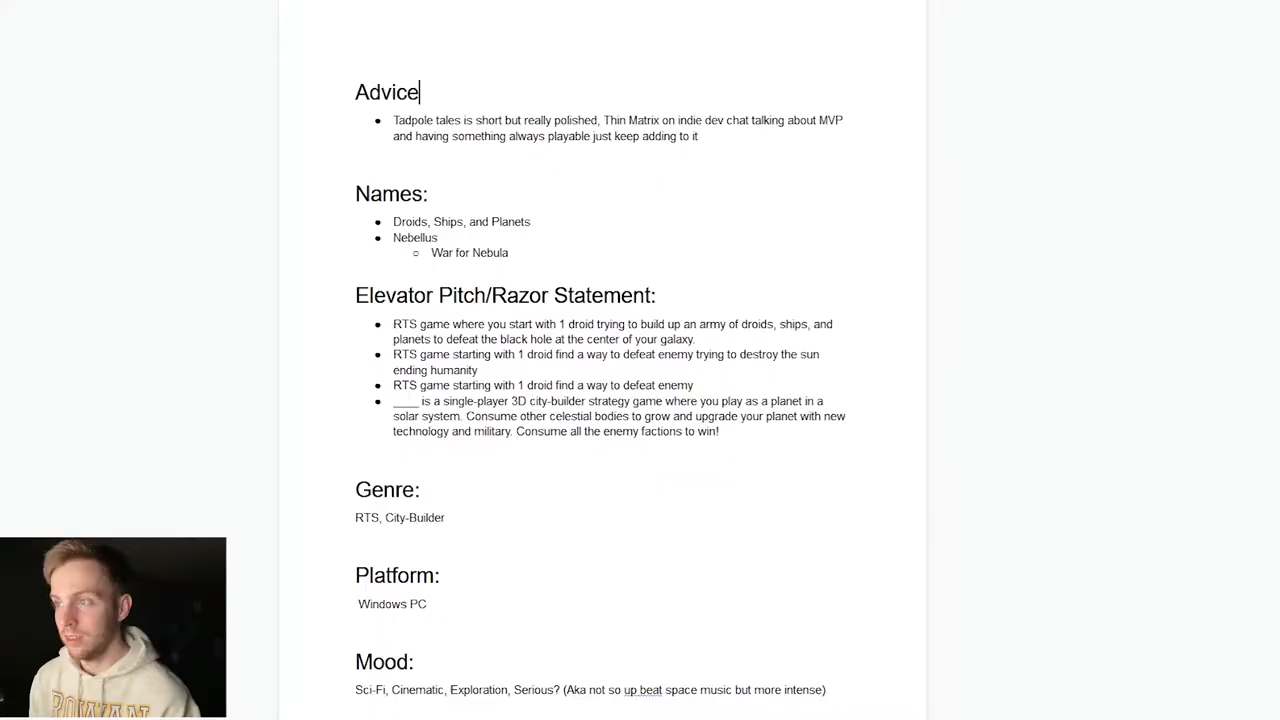 Advice
● Tadpole tales is short but really polished, Thin Matrix on indie dev chat talking about MVP
and having something always playable just keep adding to it
Names:
● Droids, Ships, and Planets
● Nebellus
○ War for Nebula
Elevator Pitch/Razor Statement:
● RTS game where you start with 1 droid trying to build up an army of droids, ships, and
planets to defeat the black hole at the center of your galaxy.
● RTS game starting with 1 droid find a way to defeat enemy trying to destroy the sun
ending humanity
● RTS game starting with 1 droid find a way to defeat enemy
● ____ is a single-player 3D city-builder strategy game where you play as a planet in a
solar system. Consume other celestial bodies to grow and upgrade your planet with new
technology and military. Consume all the enemy factions to win!
Genre:
RTS, City-Builder
Platform:
Windows PC
Mood:
Sci-Fi, Cinematic, Exploration, Serious? (Aka not so up beat space music but more intense)
ROWAN